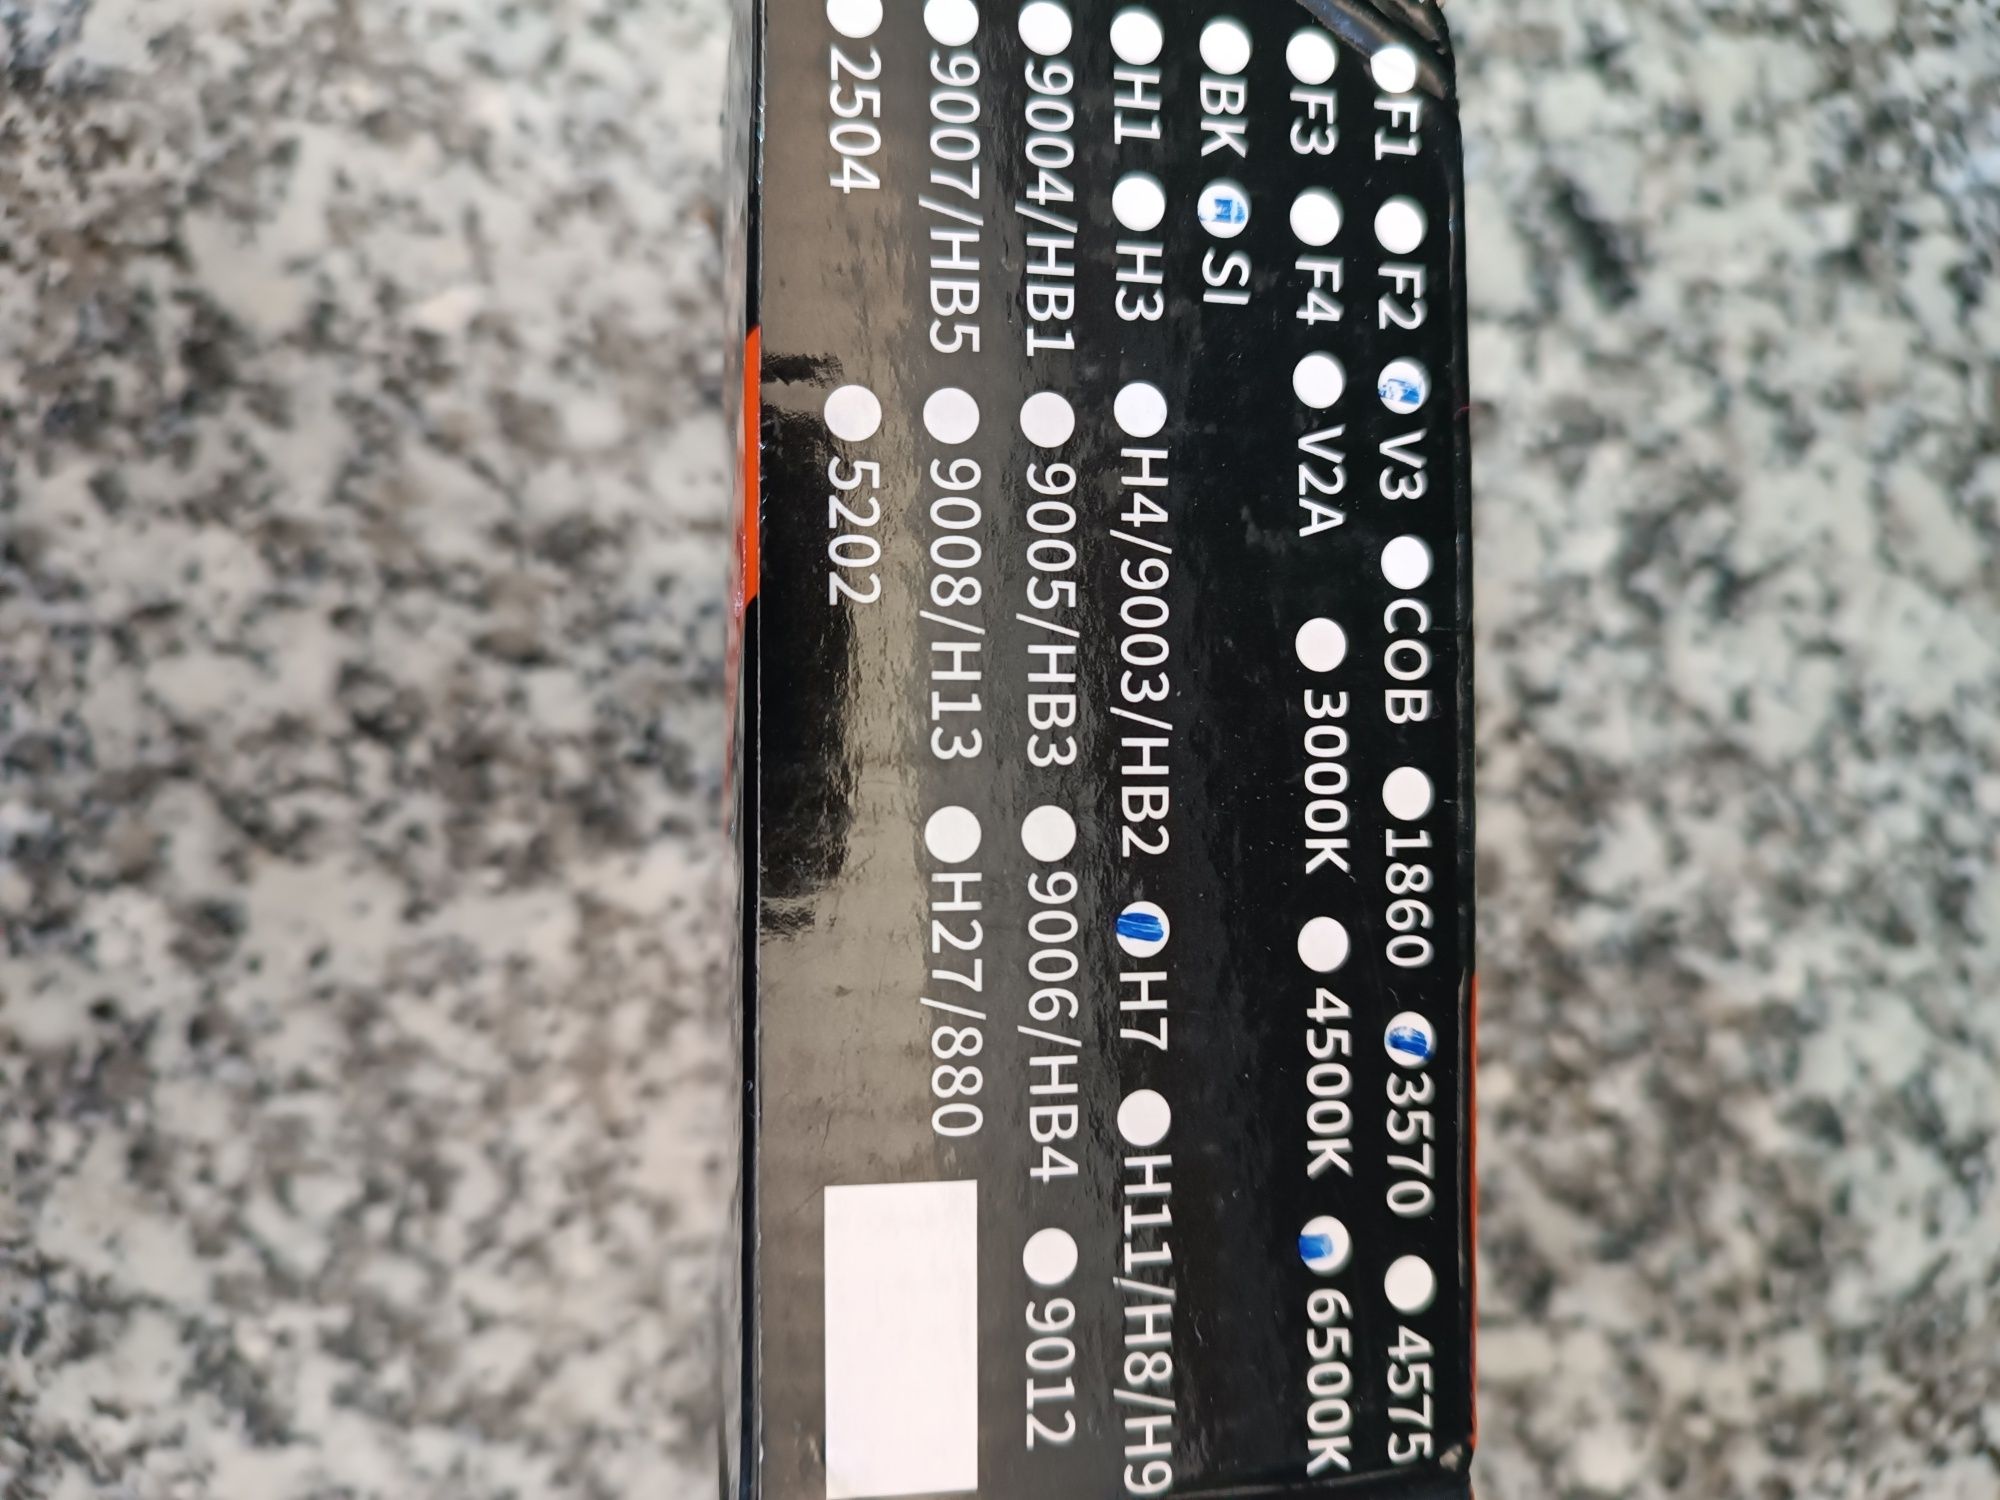 F1 F2 V3 COB 1860 3570 4575
F3 F4 V2A 3000K 4500K 6500K
BK SI
H1 H3 H4/9003/HB2 H7 H11/H8/H9
9004/HB1 9005/HB3 9006/HB4 9012
9007/HB5 9008/H13 H27/880
2504 5202